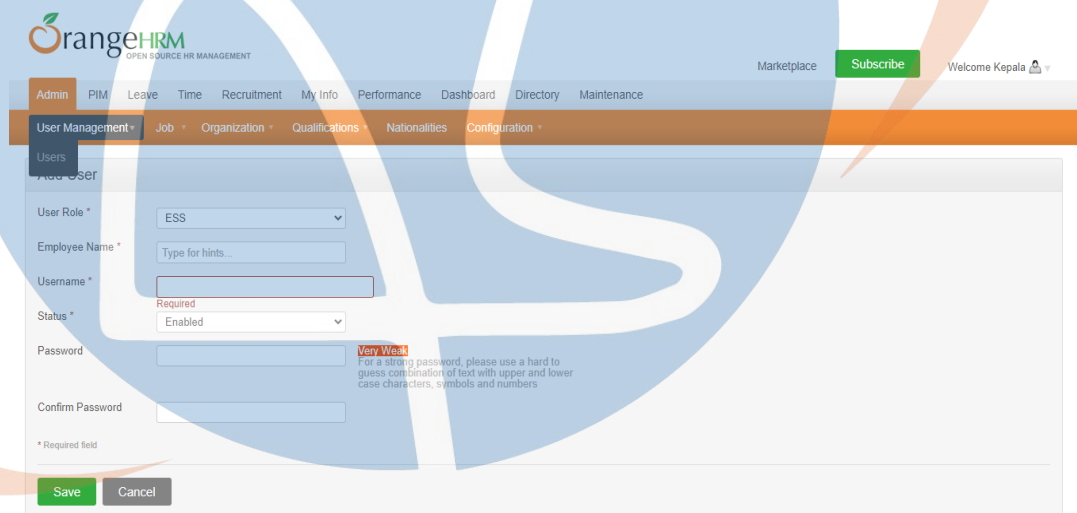 OrangeHRM
OPEN SOURCE HR MANAGEMENT
Marketplace Subscribe Welcome Kepala
Admin PIM Leave Time Recruitment My Info Performance Dashboard Directory Maintenance
User Management Job Organization Qualifications Nationalities Configuration
Users
Add User
User Role * ESS
Employee Name * Type for hints...
Username *
Required
Status * Enabled
Password Very Weak
For a strong password, please use a hard to
guess combination of text with upper and lower
case characters, symbols and numbers
Confirm Password
* Required field
Save Cancel